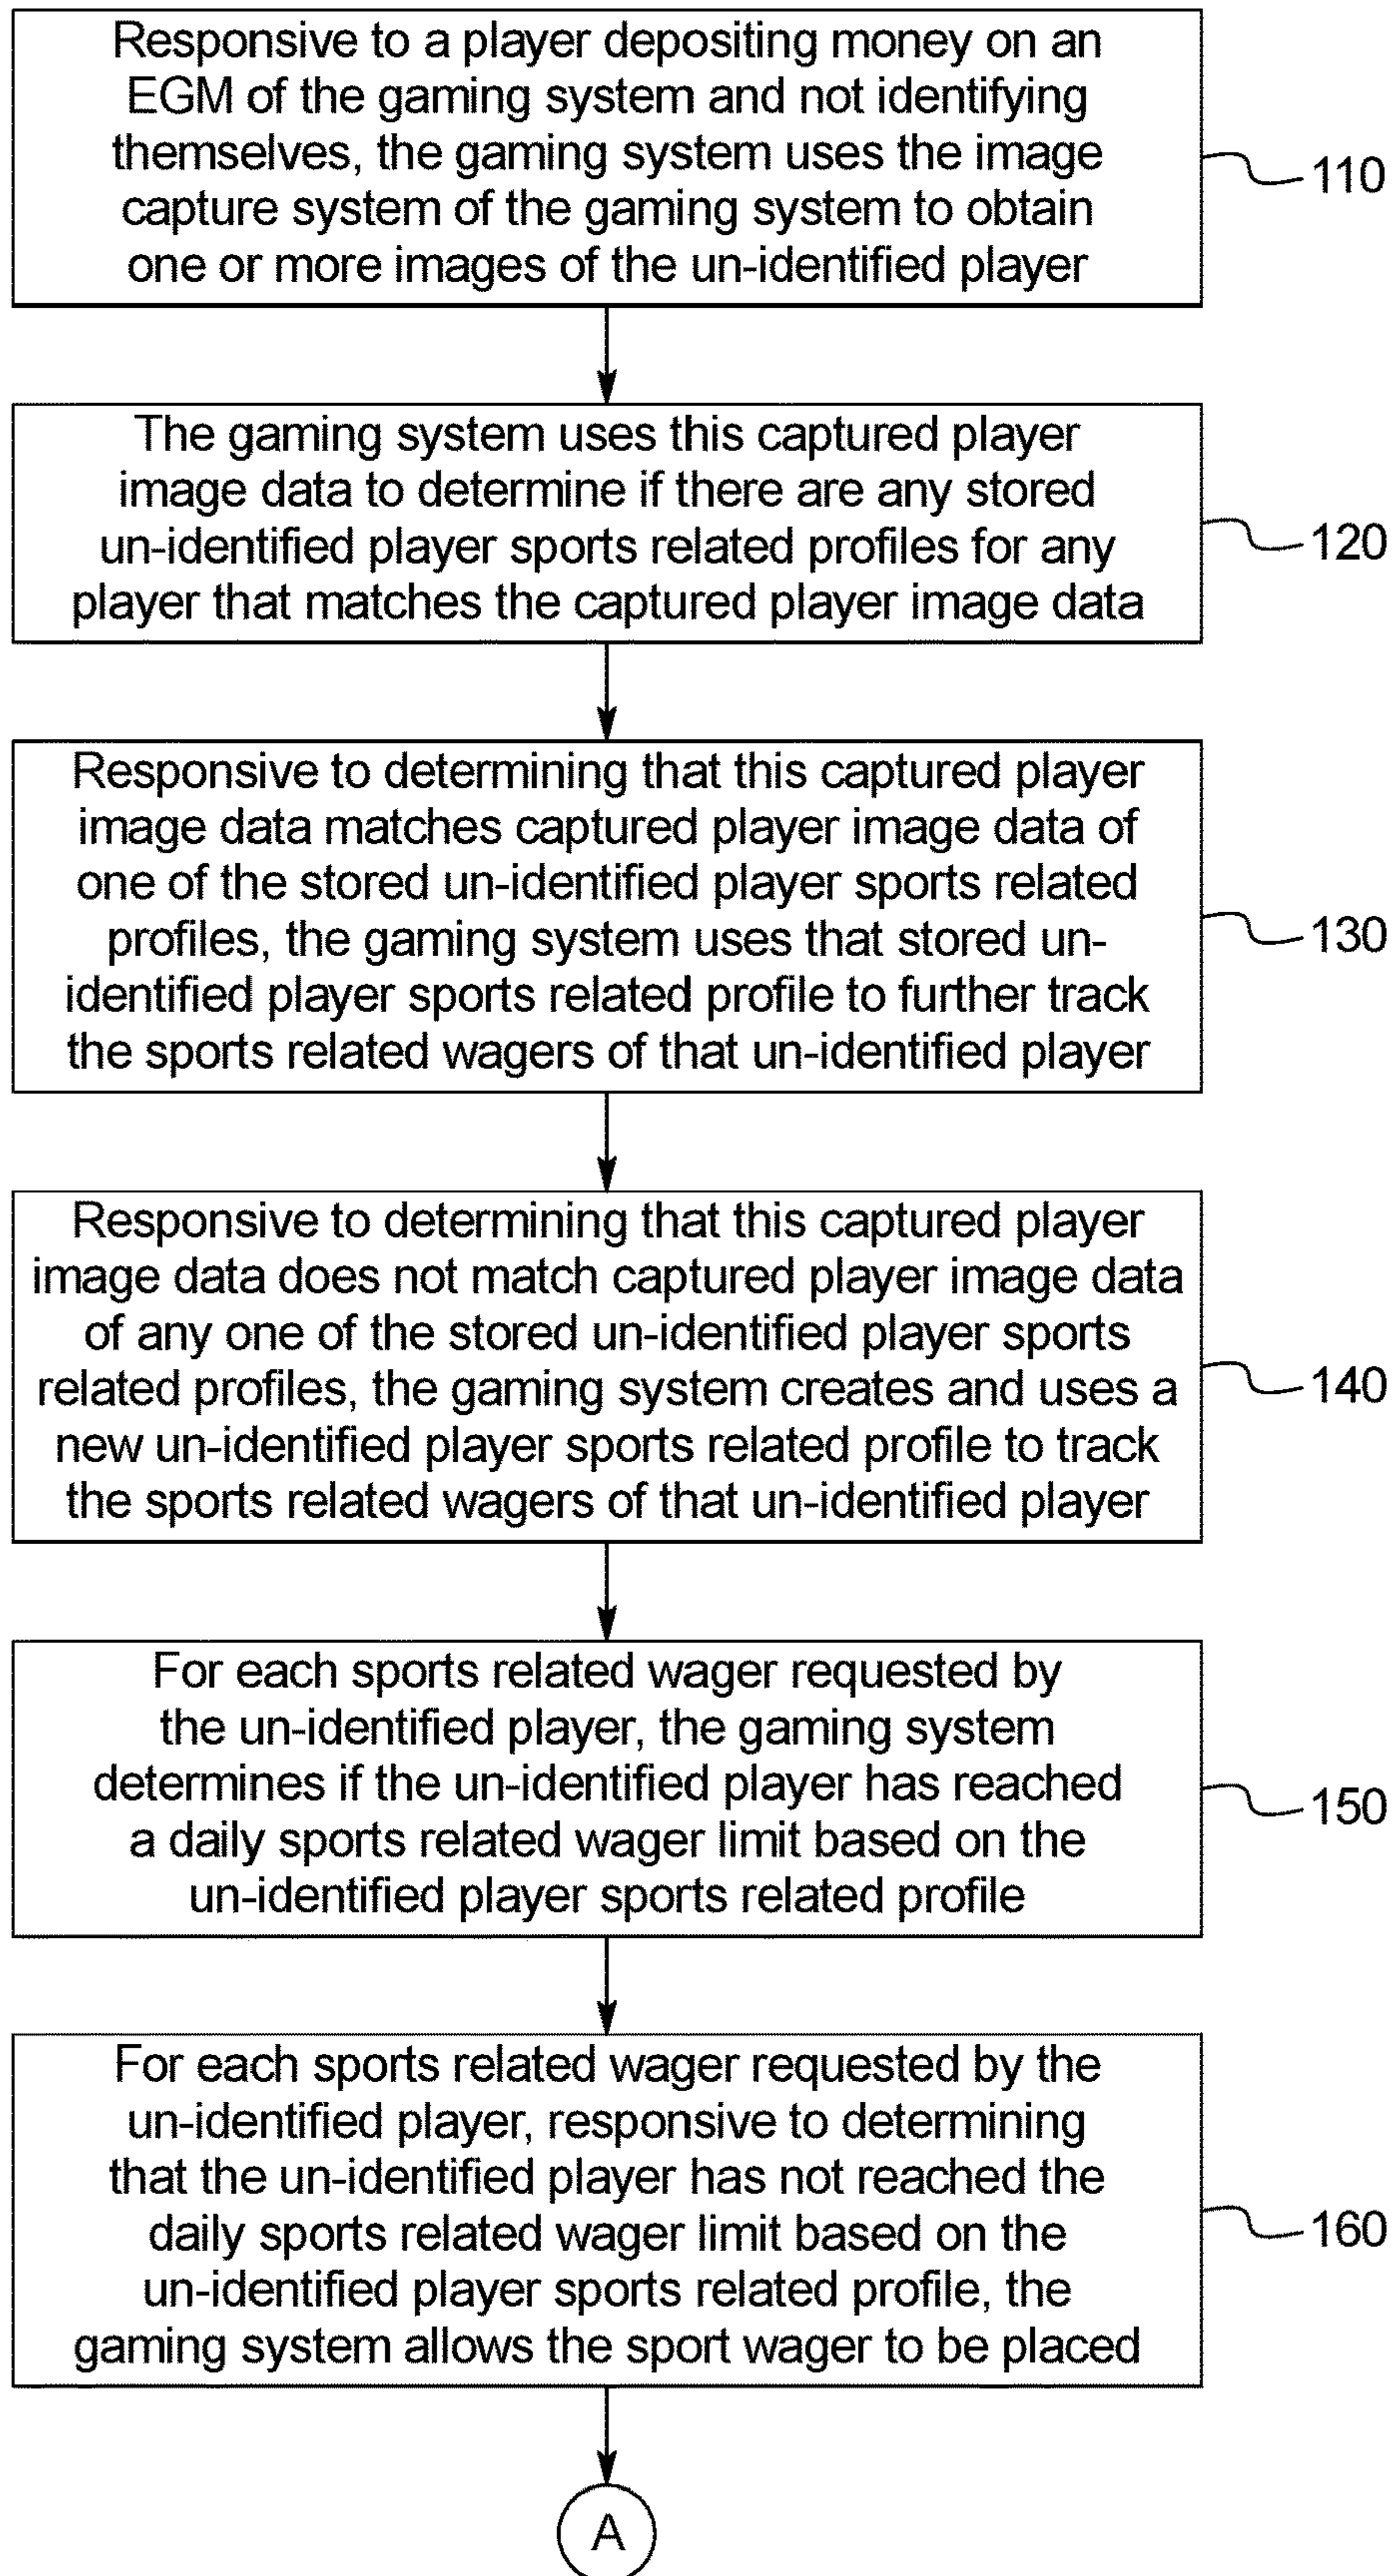 Responsive to a player depositing money on an
EGM of the gaming system and not identifying
themselves, the gaming system uses the image
capture system of the gaming system to obtain
one or more images of the un-identified player
110
The gaming system uses this captured player
image data to determine if there are any stored
un-identified player sports related profiles for any
player that matches the captured player image data
120
Responsive to determining that this captured player
image data matches captured player image data of
one of the stored un-identified player sports related
profiles, the gaming system uses that stored un-
identified player sports related profile to further track
the sports related wagers of that un-identified player
130
Responsive to determining that this captured player
image data does not match captured player image data
of any one of the stored un-identified player sports
related profiles, the gaming system creates and uses a
new un-identified player sports related profile to track
the sports related wagers of that un-identified player
140
For each sports related wager requested by
the un-identified player, the gaming system
determines if the un-identified player has reached
a daily sports related wager limit based on the
un-identified player sports related profile
150
For each sports related wager requested by the
un-identified player, responsive to determining
that the un-identified player has not reached the
daily sports related wager limit based on the
un-identified player sports related profile, the
gaming system allows the sport wager to be placed
160
A